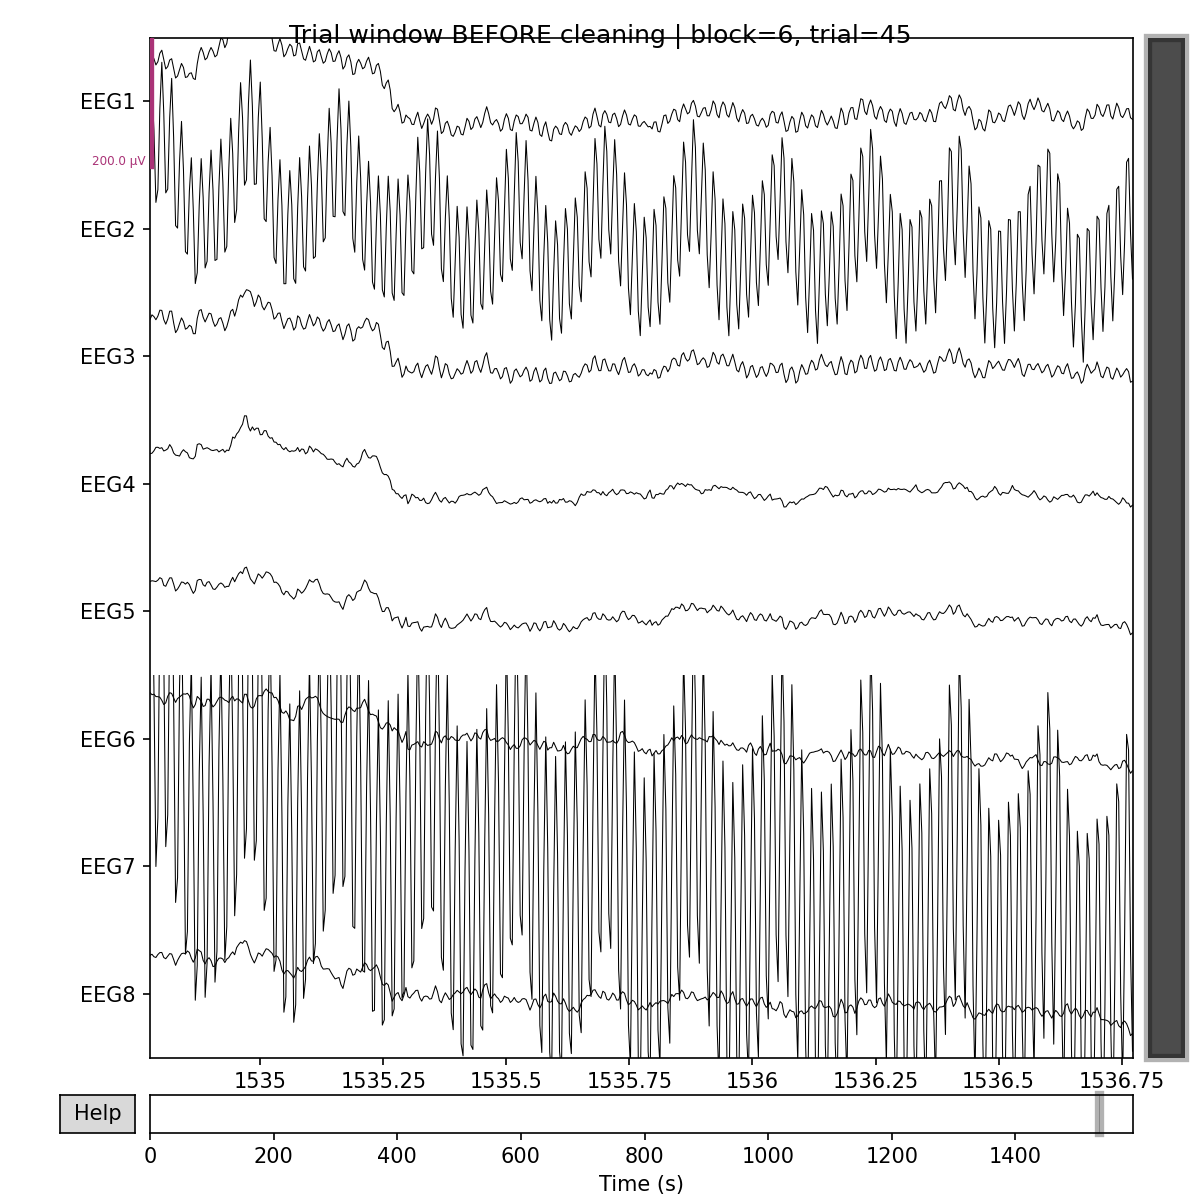 Trial window BEFORE cleaning | block=6, trial=45
EEG1
200.0 µV
EEG2
EEG3
EEG4
EEG5
EEG6
EEG7
EEG8
1535 1535.25 1535.5 1535.75 1536 1536.25 1536.5 1536.75
Help
0 200 400 600 800 1000 1200 1400
Time (s)